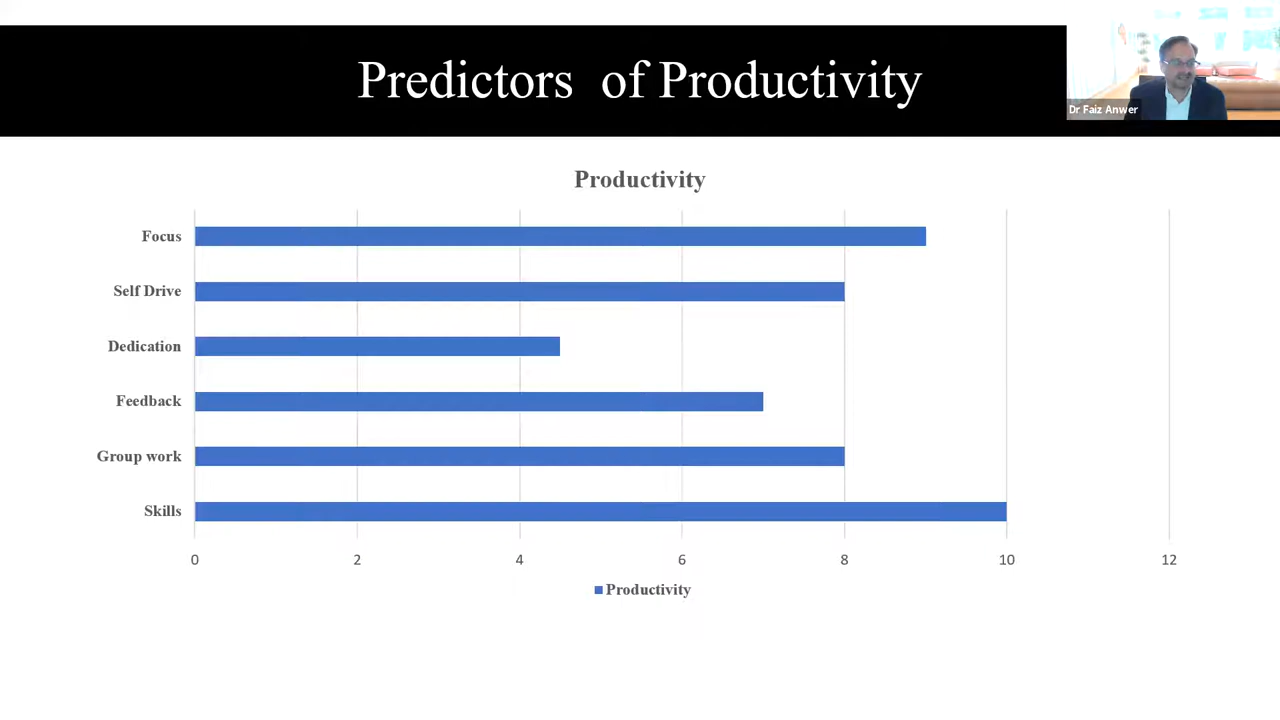 Predictors of Productivity
Dr Faiz Anwer
Productivity
Focus
Self Drive
Dedication
Feedback
Group work
Skills
0 2 4 6 8 10 12
Productivity